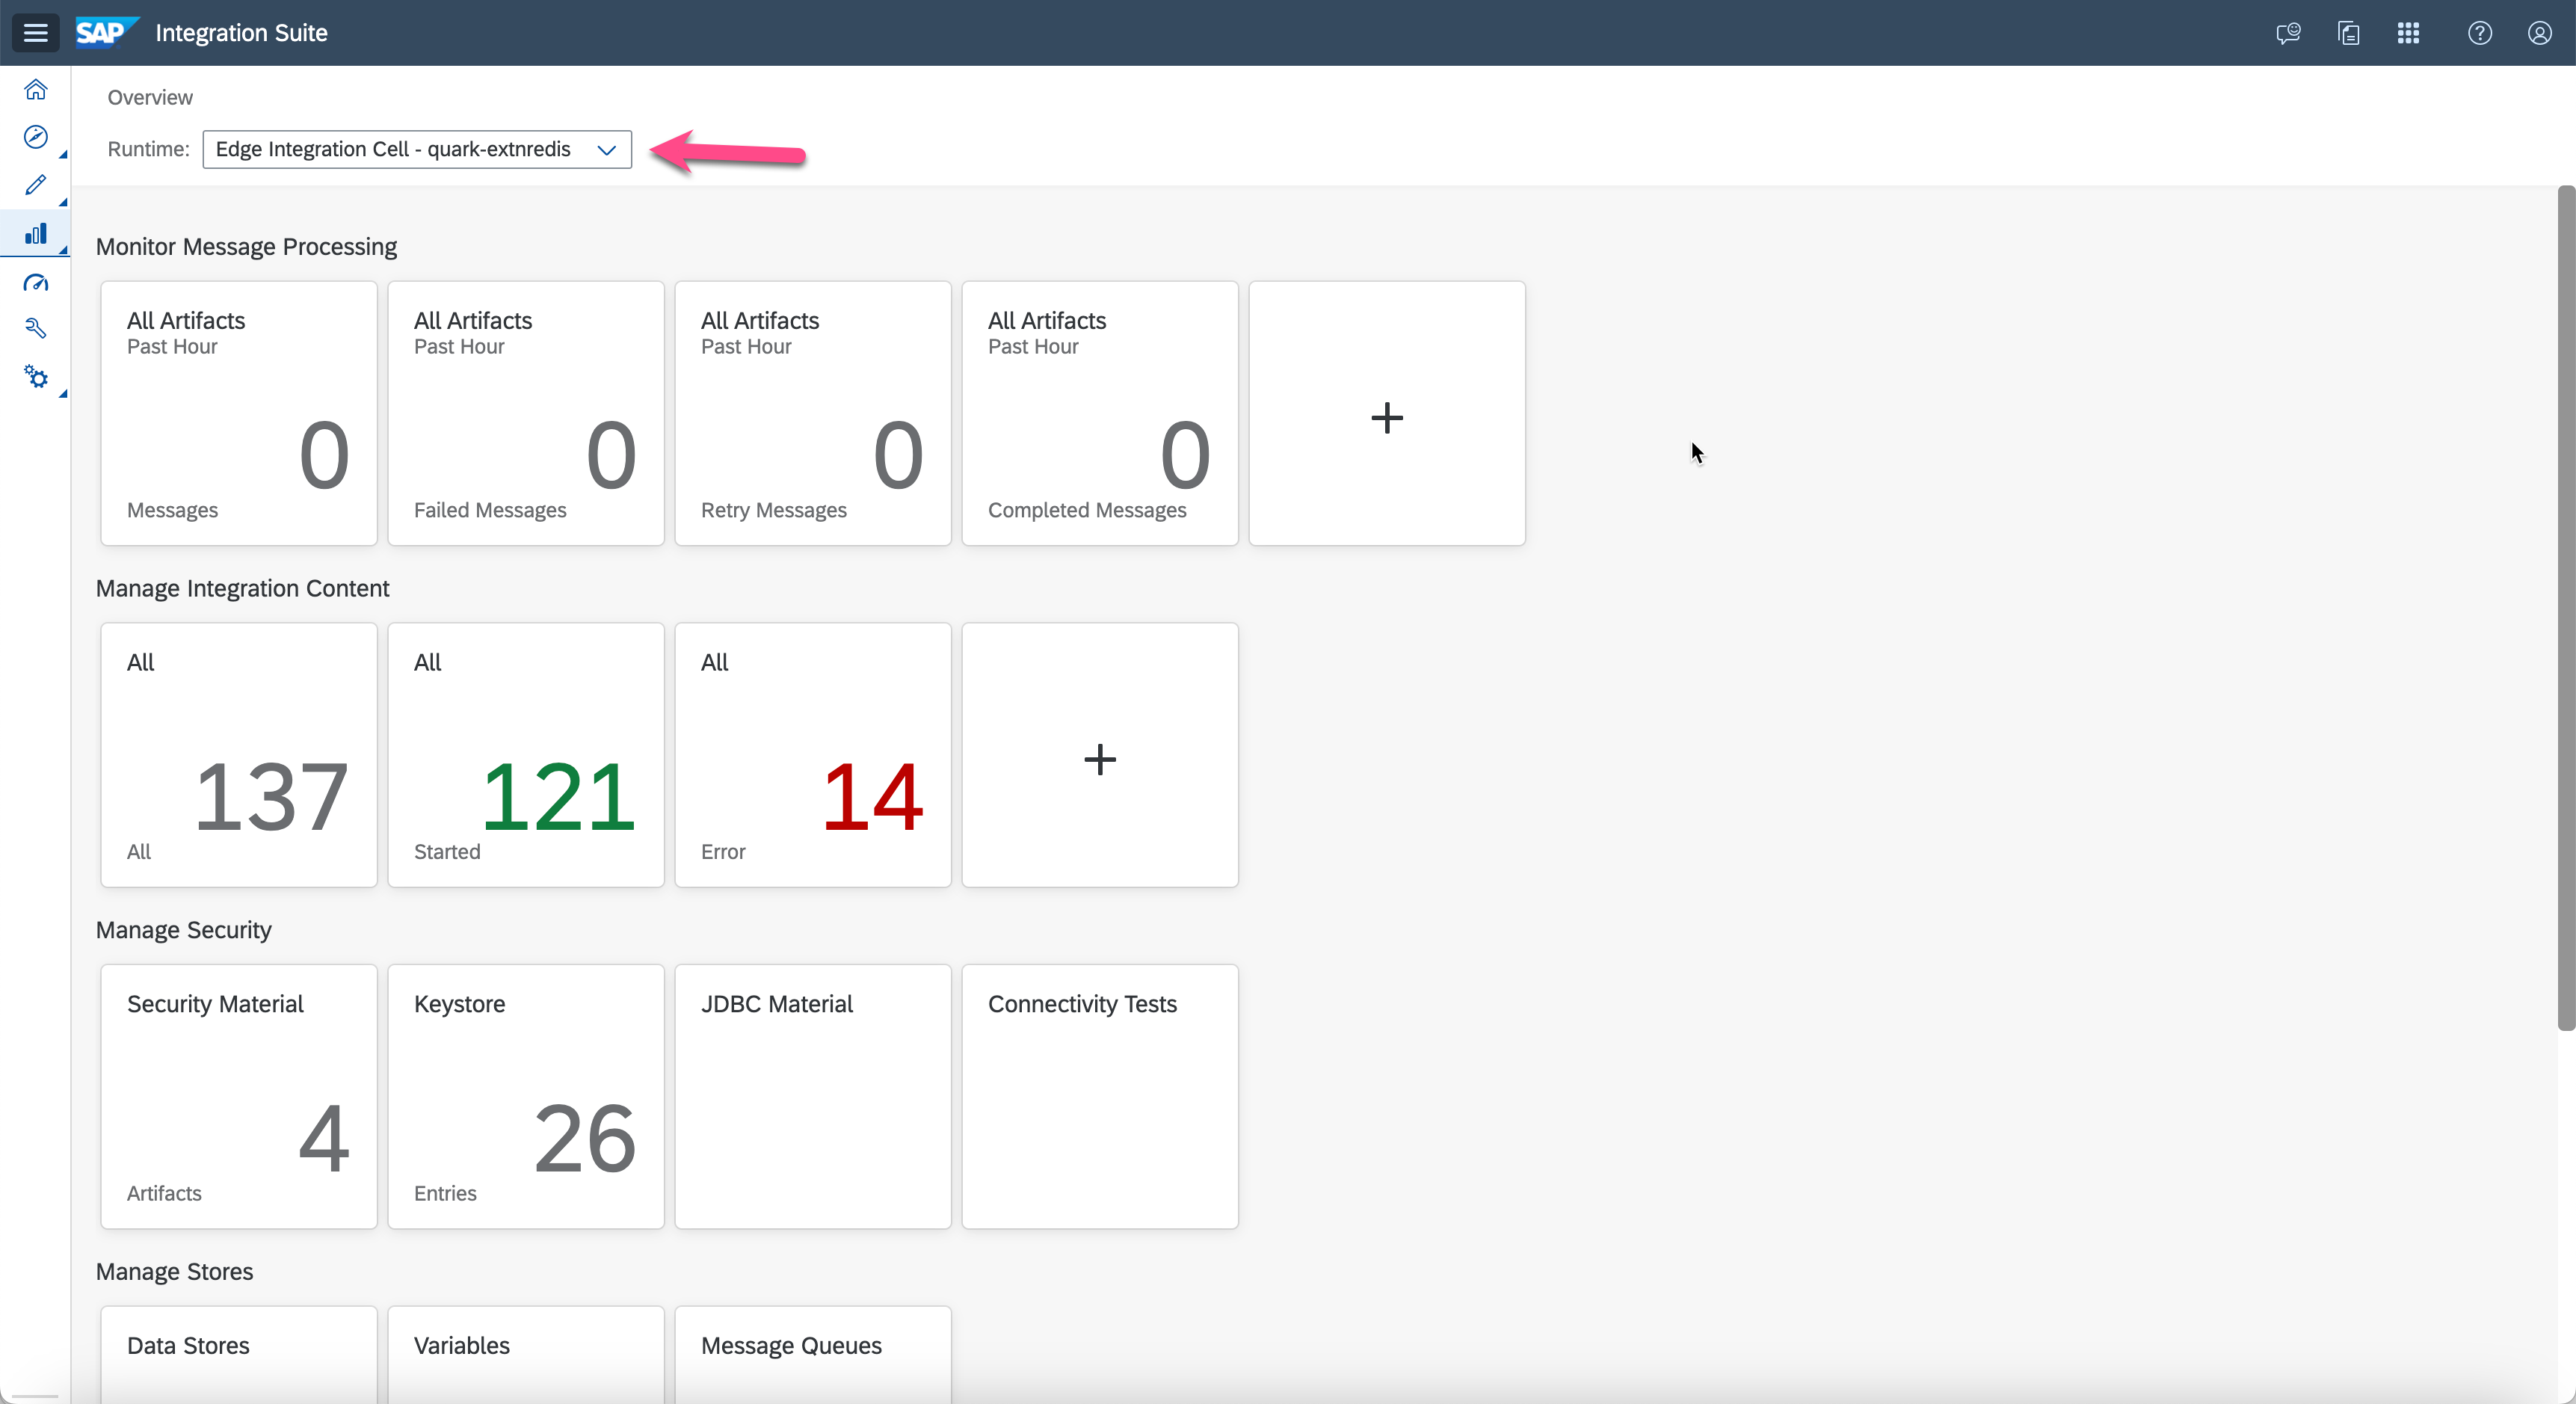 SAP Integration Suite
Overview
Runtime: Edge Integration Cell - quark-extnredis
Monitor Message Processing
All Artifacts
Past Hour
0
Messages
All Artifacts
Past Hour
0
Failed Messages
All Artifacts
Past Hour
0
Retry Messages
All Artifacts
Past Hour
0
Completed Messages
Manage Integration Content
All
137
All
All
121
Started
All
14
Error
Manage Security
Security Material
4
Artifacts
Keystore
26
Entries
JDBC Material
Connectivity Tests
Manage Stores
Data Stores
Variables
Message Queues